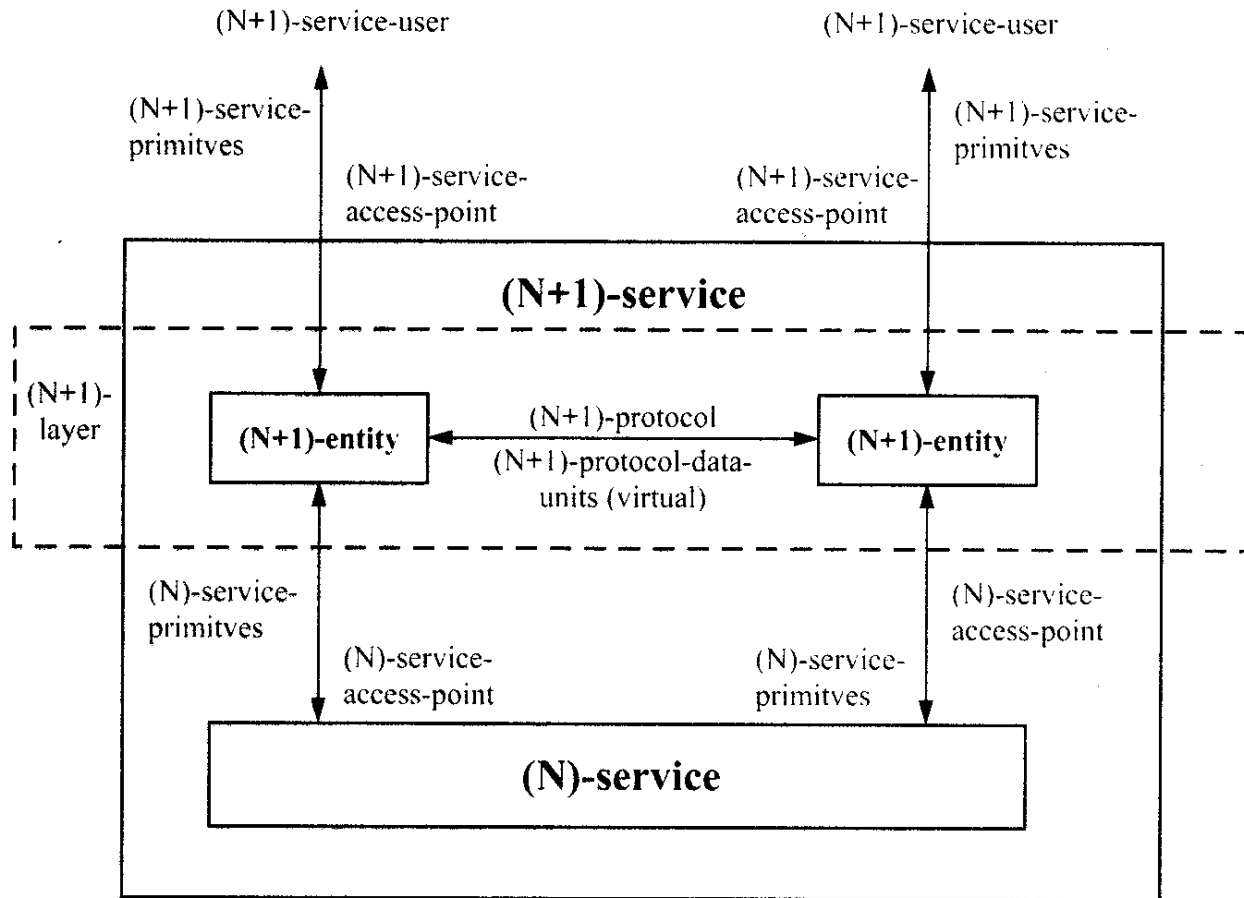 (N+1)-service-user
(N+1)-service-user
(N+1)-service-
primitves
(N+1)-service-
primitves
(N+1)-service-
access-point
(N+1)-service-
access-point
(N+1)-service
(N+1)-
layer
(N+1)-entity
(N+1)-protocol
(N+1)-protocol-data-
units (virtual)
(N+1)-entity
(N)-service-
primitves
(N)-service-
access-point
(N)-service-
access-point
(N)-service-
primitves
(N)-service